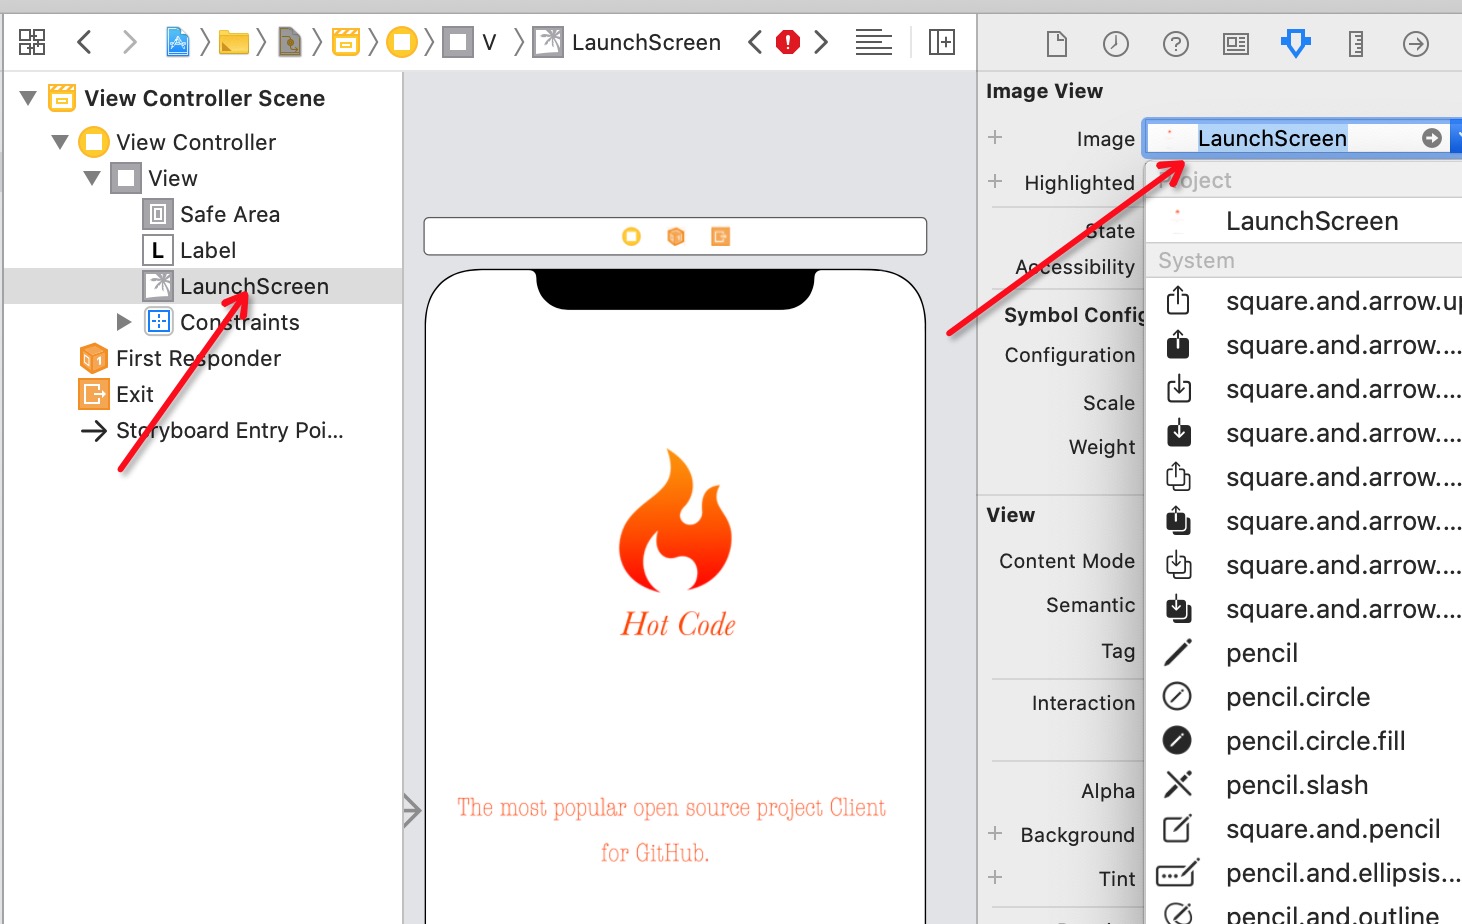 V
LaunchScreen
View Controller Scene
View Controller
View
Safe Area
L
Label
LaunchScreen
Constraints
First Responder
Exit
Storyboard Entry Poi...
Hot Code
The most popular open source project Client
for GitHub.
Image View
Image
LaunchScreen
Highlighted
Project
State
LaunchScreen
Accessibility
System
Symbol Config
square.and.arrow.up
Configuration
square.and.arrow....
Scale
square.and.arrow....
Weight
square.and.arrow....
square.and.arrow....
View
square.and.arrow....
Content Mode
square.and.arrow....
Semantic
square.and.arrow....
Tag
pencil
Interaction
pencil.circle
pencil.circle.fill
Alpha
pencil.slash
Background
square.and.pencil
Tint
pencil.and.ellipsis...
pencil.and.outline